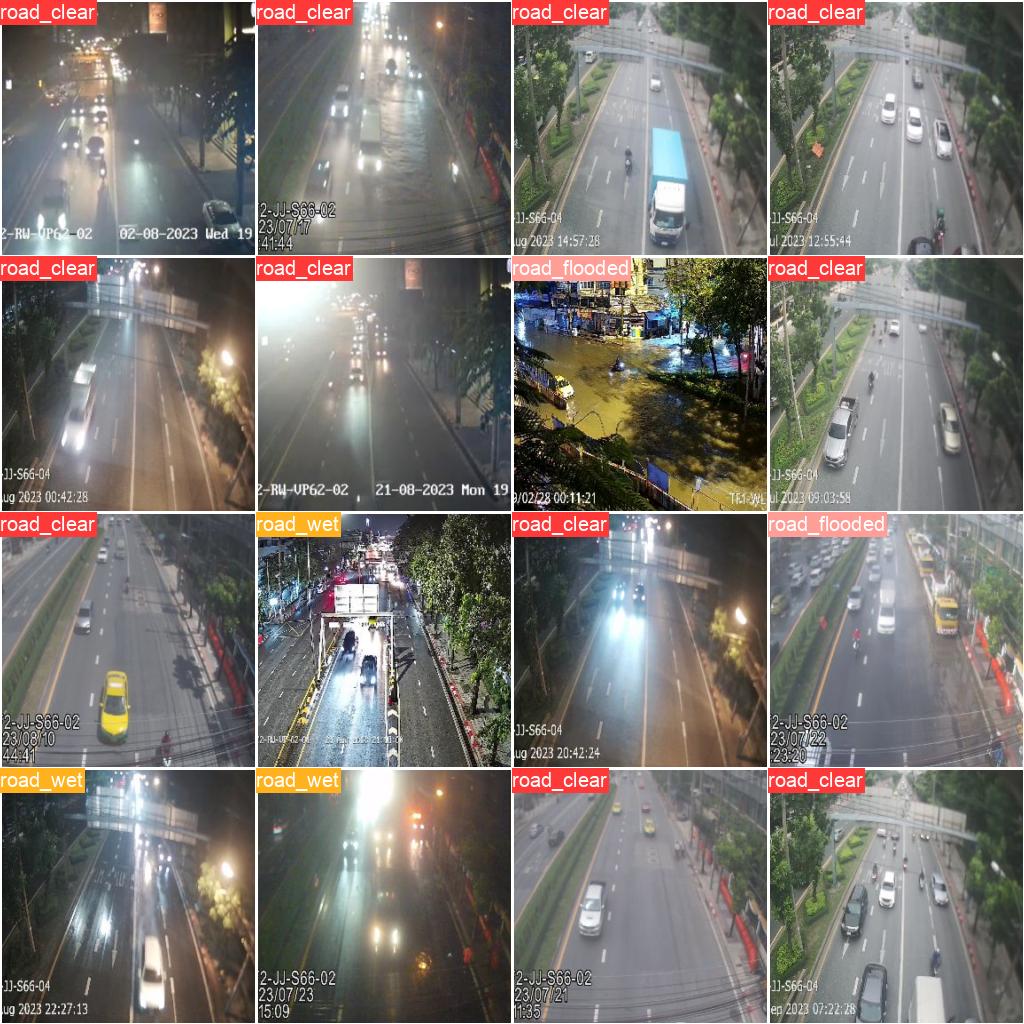 road_clear
2-RW-VP62-02 02-08-2023 Wed 19
road_clear
2-JJ-S66-02
23/07/17
:41:44
road_clear
-JJ-S66-04
Aug 2023 14:57:28
road_clear
-JJ-S66-04
Jul 2023 12:55:44
road_clear
-JJ-S66-04
Aug 2023 00:42:28
road_clear
2-RW-VP62-02 21-08-2023 Mon 19
road_flooded
9/02/28 00:11:21
road_clear
-JJ-S66-04
Jul 2023 09:03:58
road_clear
2-JJ-S66-02
23/08/10
44:41
road_wet
road_clear
-JJ-S66-04
Aug 2023 20:42:24
road_flooded
2-JJ-S66-02
23/07/22
:23:20
road_wet
-JJ-S66-04
Aug 2023 22:27:13
road_wet
2-JJ-S66-02
23/07/23
15:09
road_clear
2-JJ-S66-02
23/07/21
11:35
road_clear
-JJ-S66-04
ep 2023 07:22:28